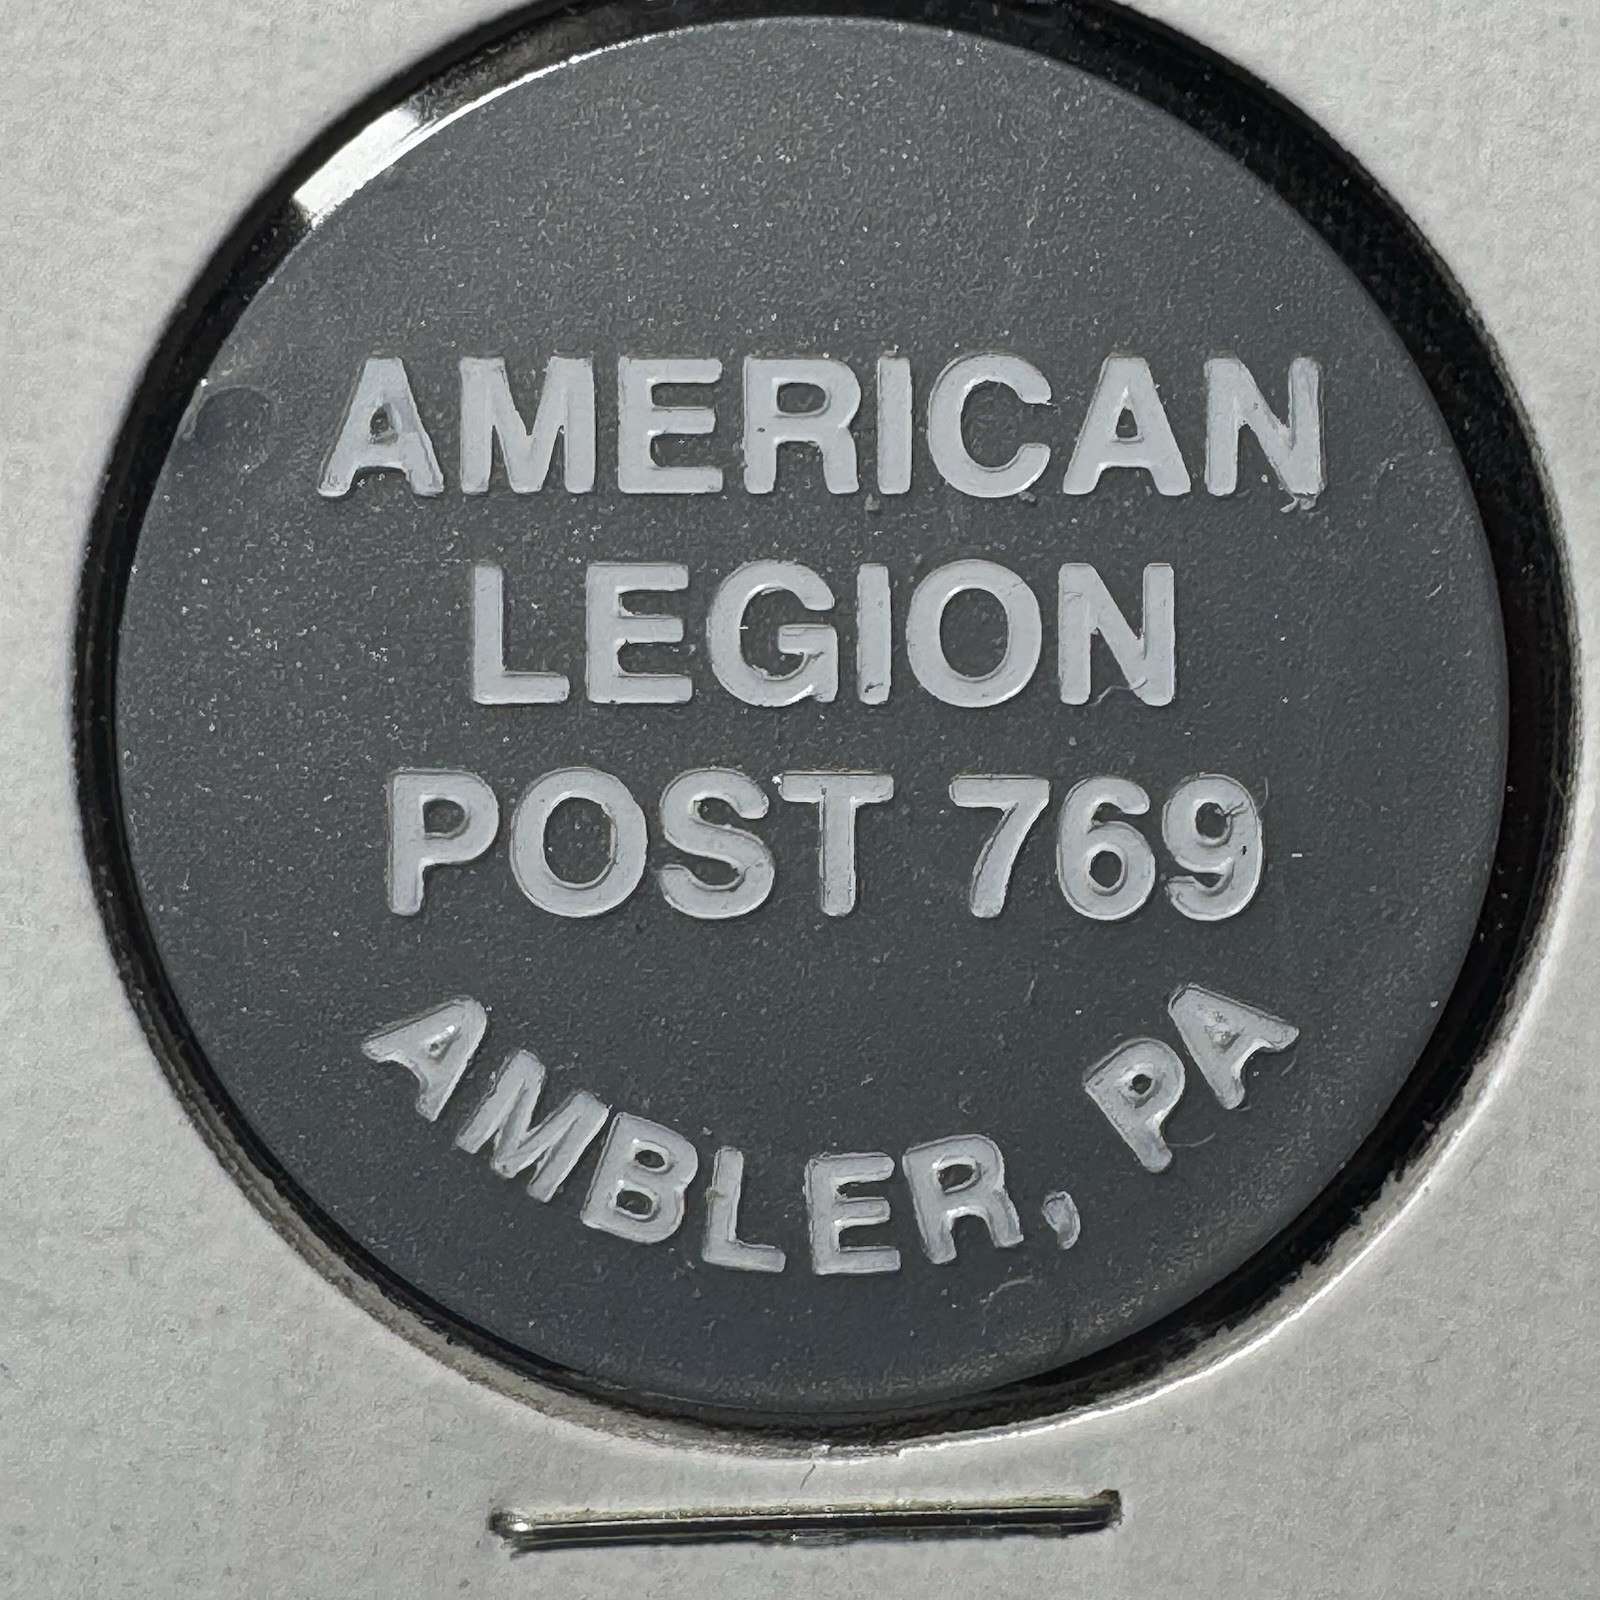 AMERICAN
LEGION
POST 769
AMBLER, PA